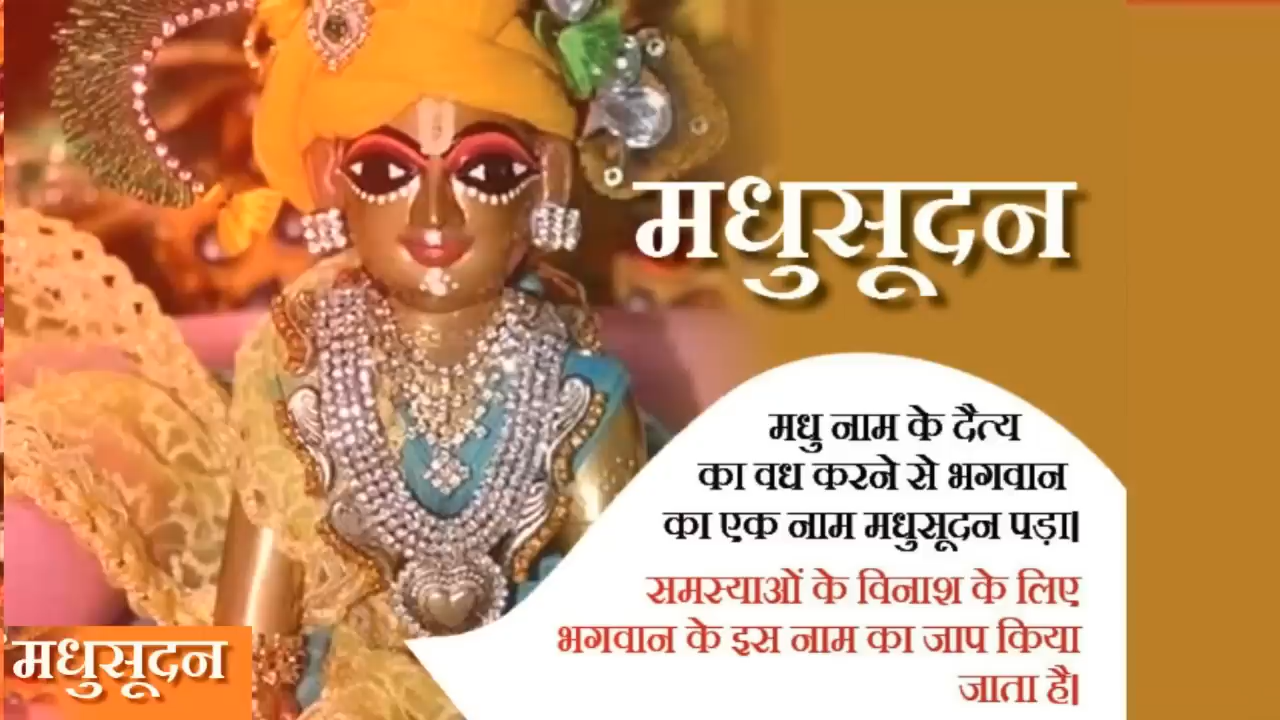 मधुसूदन
मधु नाम के दैत्य
का वध करने से भगवान
का एक नाम मधुसूदन पड़ा।
समस्याओं के विनाश के लिए
भगवान के इस नाम का जाप किया
जाता है।
मधुसूदन